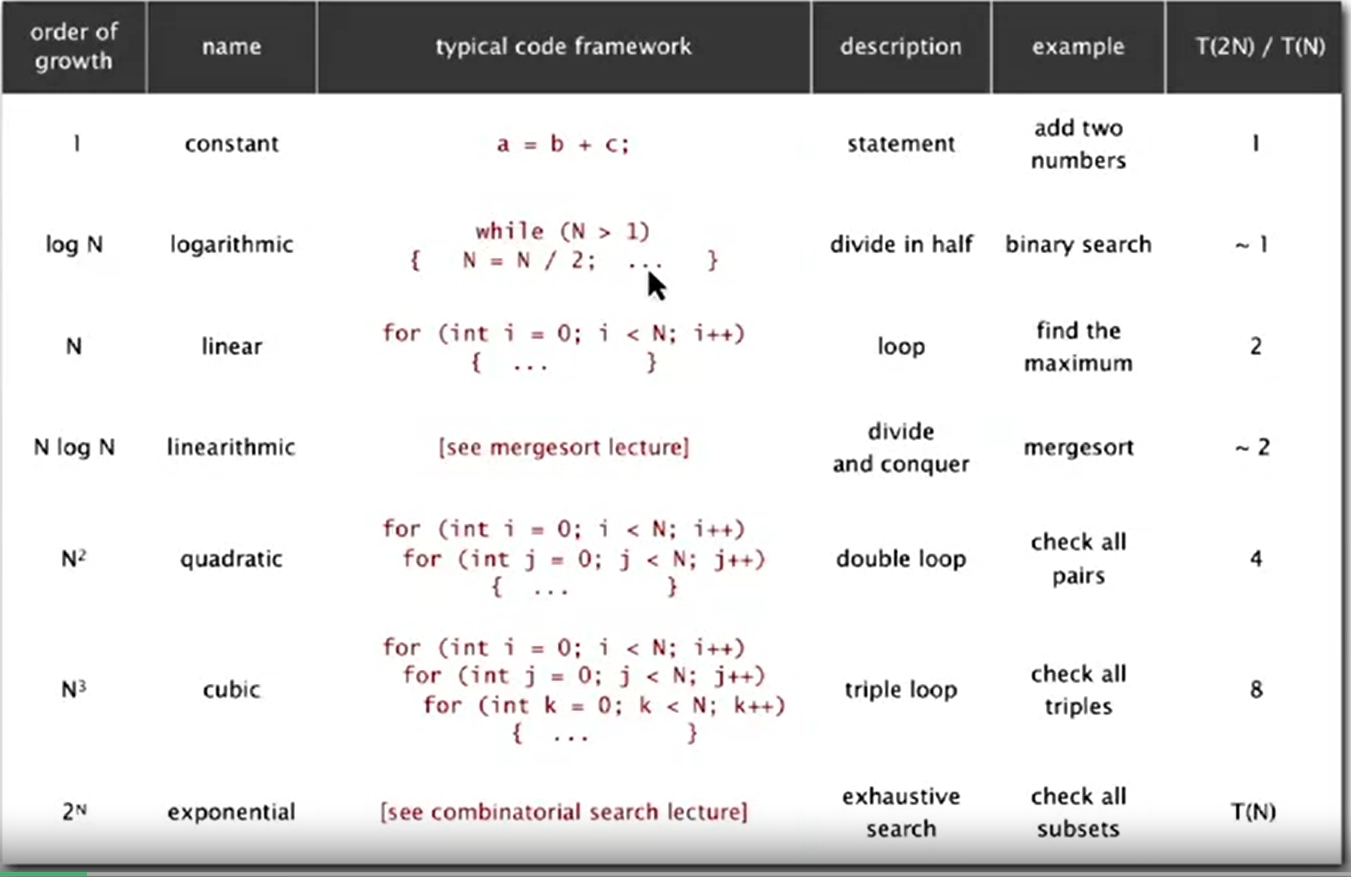 order of growth name typical code framework description example T(2N) / T(N)
1 constant a = b + c; statement add two numbers 1
log N logarithmic while (N > 1)
{ N = N / 2; ... } divide in half binary search ~ 1
N linear for (int i = 0; i < N; i++)
{ ... } loop find the maximum 2
N log N linearithmic [see mergesort lecture] divide and conquer mergesort ~ 2
N² quadratic for (int i = 0; i < N; i++)
for (int j = 0; j < N; j++)
{ ... } double loop check all pairs 4
N³ cubic for (int i = 0; i < N; i++)
for (int j = 0; j < N; j++)
for (int k = 0; k < N; k++)
{ ... } triple loop check all triples 8
2ᴺ exponential [see combinatorial search lecture] exhaustive search check all subsets T(N)